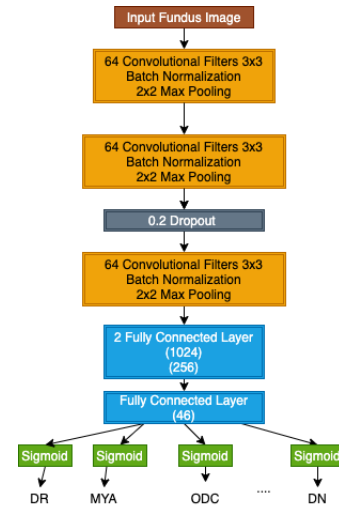 Input Fundus Image
64 Convolutional Filters 3x3
Batch Normalization
2x2 Max Pooling
64 Convolutional Filters 3x3
Batch Normalization
2x2 Max Pooling
0.2 Dropout
64 Convolutional Filters 3x3
Batch Normalization
2x2 Max Pooling
2 Fully Connected Layer
(1024)
(256)
Fully Connected Layer
(46)
Sigmoid Sigmoid Sigmoid Sigmoid
DR MYA ODC .... DN